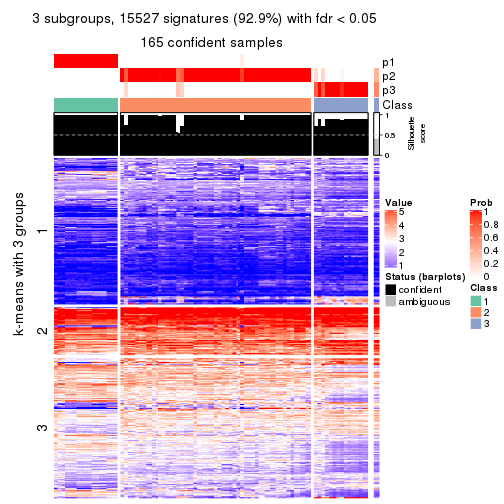 3 subgroups, 15527 signatures (92.9%) with fdr < 0.05
165 confident samples
p1
p2
p3
Class
1
0.5
0
Silhouette
score
k-means with 3 groups
1
2
3
Value
5
4
3
2
1
Status (barplots)
confident
ambiguous
Prob
1
0.8
0.6
0.4
0.2
0
Class
1
2
3